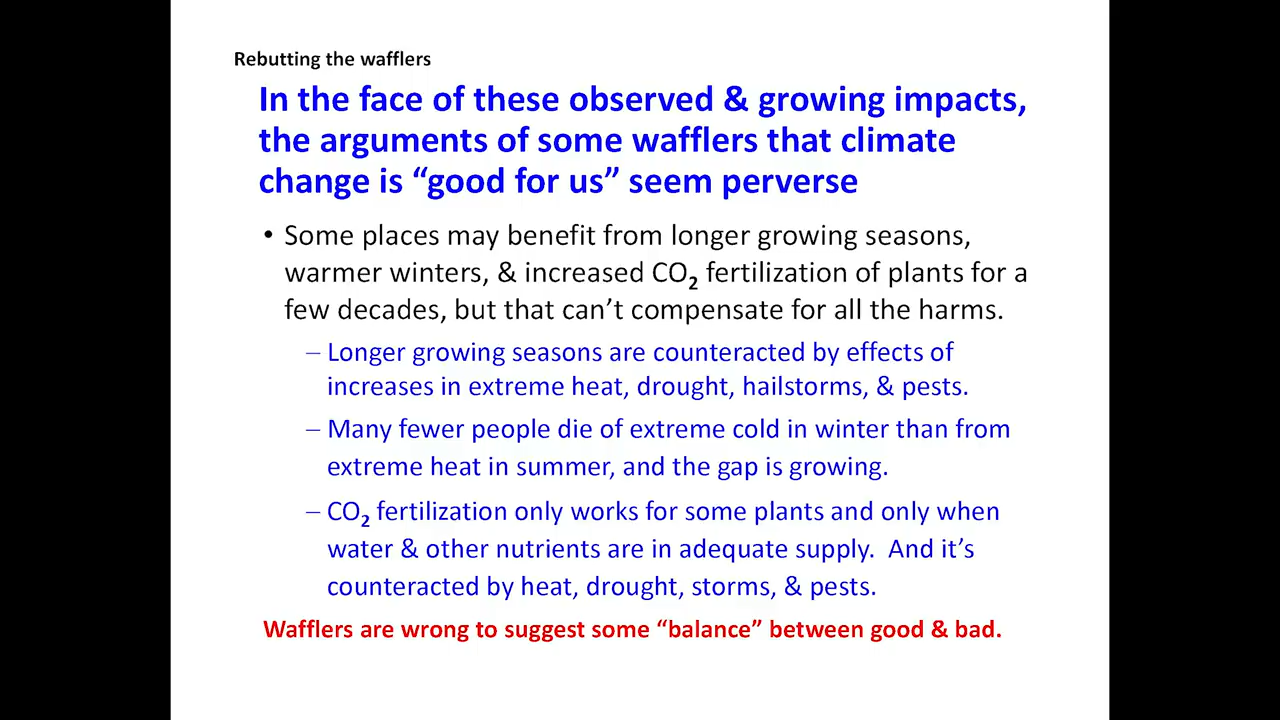 Rebutting the wafflers
In the face of these observed & growing impacts,
the arguments of some wafflers that climate
change is “good for us” seem perverse
• Some places may benefit from longer growing seasons,
warmer winters, & increased CO₂ fertilization of plants for a
few decades, but that can’t compensate for all the harms.
– Longer growing seasons are counteracted by effects of
increases in extreme heat, drought, hailstorms, & pests.
– Many fewer people die of extreme cold in winter than from
extreme heat in summer, and the gap is growing.
– CO₂ fertilization only works for some plants and only when
water & other nutrients are in adequate supply.  And it’s
counteracted by heat, drought, storms, & pests.
Wafflers are wrong to suggest some “balance” between good & bad.